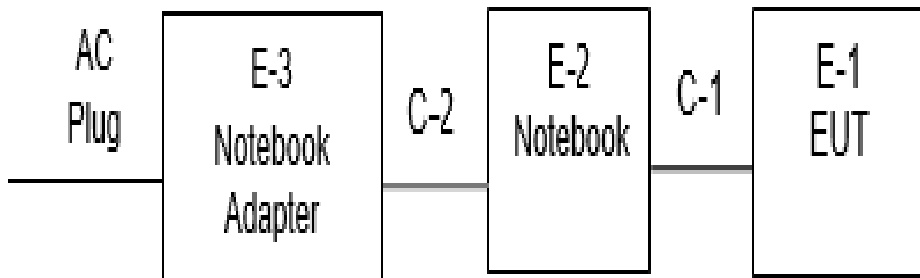 AC
Plug
E-3
Notebook
Adapter
C-2
E-2
Notebook
C-1
E-1
EUT